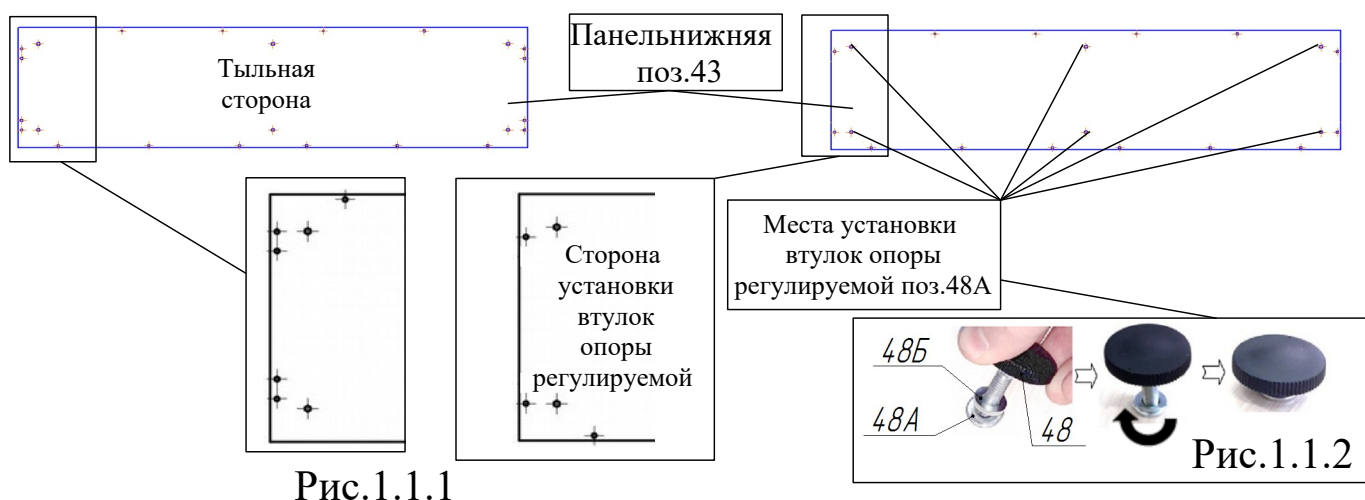 Тыльная
сторона
Панельнижняя
поз.43
Сторона
установки
втулок
опоры
регулируемой
Места установки
втулок опоры
регулируемой поз.48А
48Б
48А
48
Рис.1.1.1
Рис.1.1.2